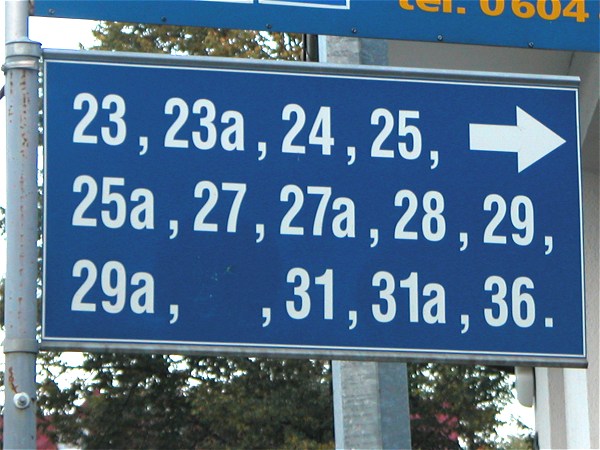 tel. 0604
23, 23a, 24, 25,
25a, 27, 27a, 28, 29,
29a, , 31, 31a, 36.